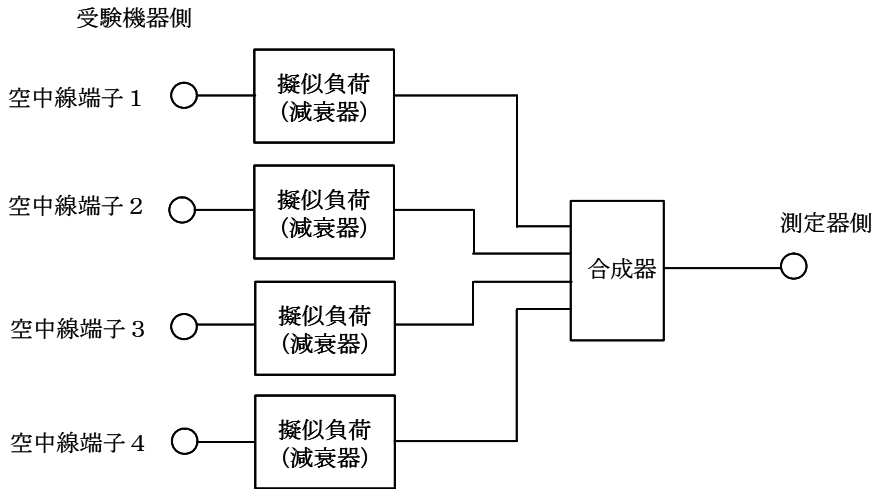 受験機器側
空中線端子１
擬似負荷
（減衰器）
空中線端子２
擬似負荷
（減衰器）
空中線端子３
擬似負荷
（減衰器）
空中線端子４
擬似負荷
（減衰器）
合成器
測定器側